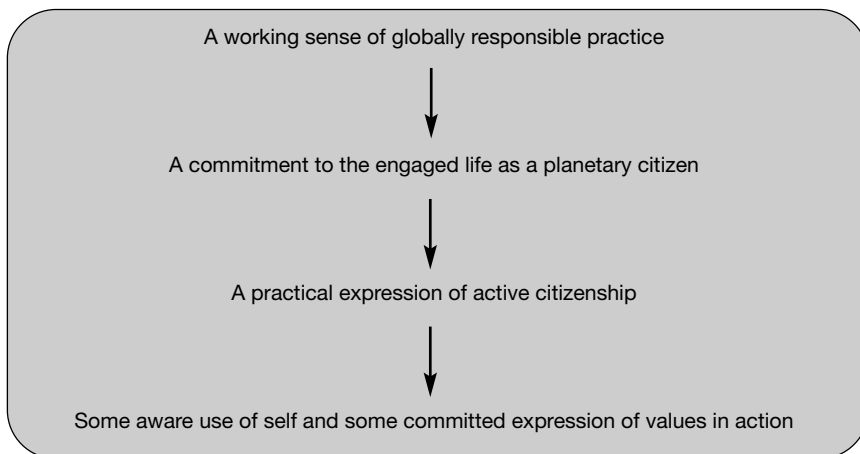 A working sense of globally responsible practice
A commitment to the engaged life as a planetary citizen
A practical expression of active citizenship
Some aware use of self and some committed expression of values in action